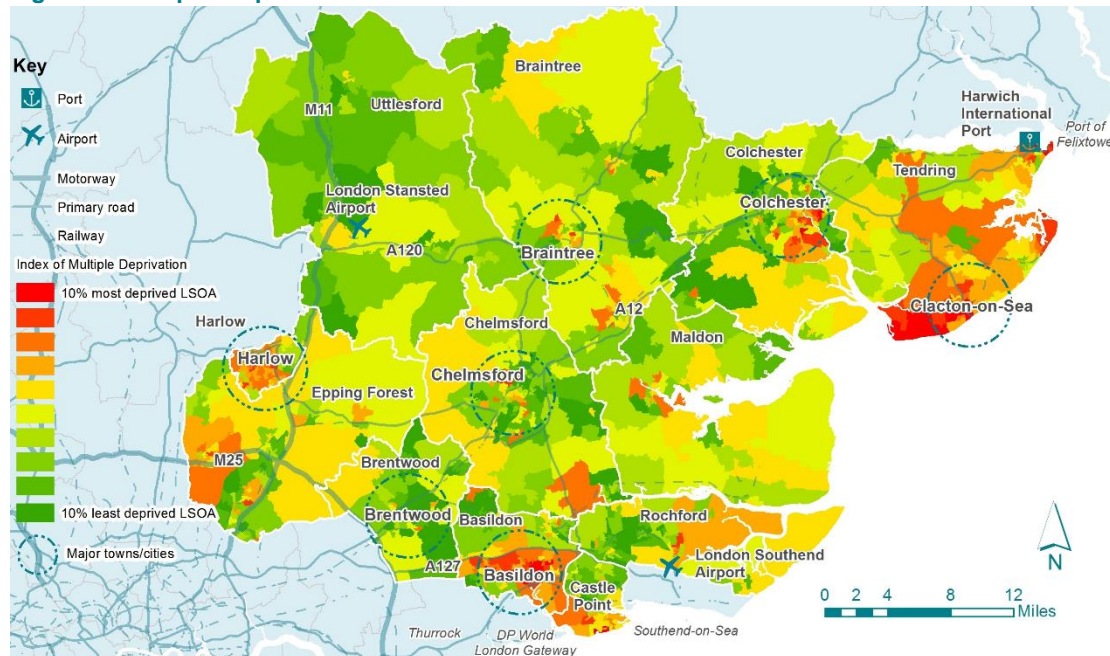 Key
Port
Airport
Motorway
Primary road
Railway
Index of Multiple Deprivation
10% most deprived LSOA
10% least deprived LSOA
Major towns/cities
Braintree
M11
Uttlesford
Harwich
International
Port
Port of
Felixtowe
Colchester
Tendring
London Stansted
Airport
Colchester
A120
Braintree
Clacton-on-Sea
A12
Harlow
Chelmsford
Maldon
Harlow
Chelmsford
Epping Forest
M25
Brentwood
Brentwood
Basildon
Rochford
A127
Basildon
London Southend
Airport
Castle
Point
Thurrock
DP World
London Gateway
Southend-on-Sea
N
0 2 4 8 12
Miles